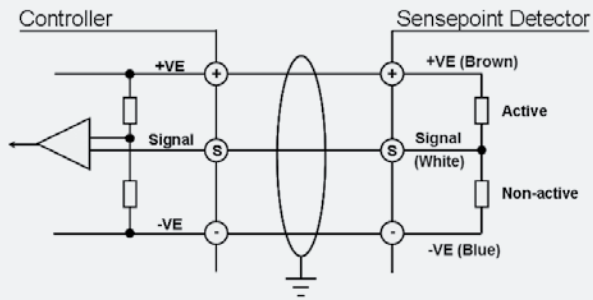 Controller
Sensepoint Detector
+VE
+
+
+VE (Brown)
Active
Signal
S
S
Signal
(White)
Non-active
-VE
-
-
-VE (Blue)